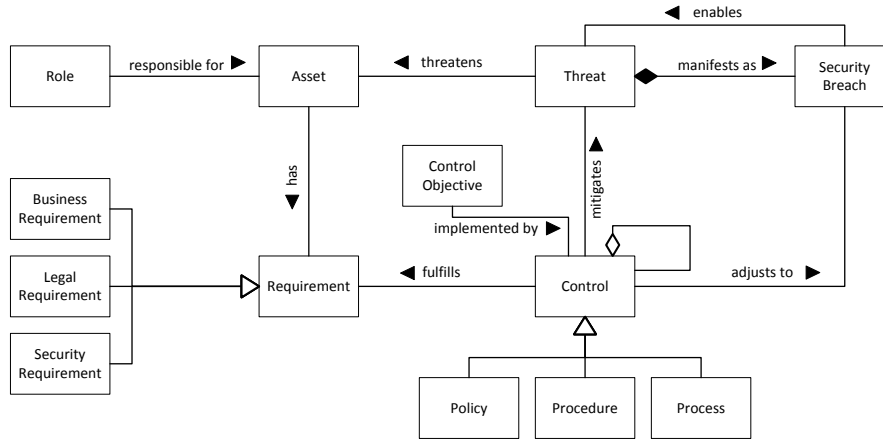 enables
Role
responsible for
Asset
threatens
Threat
manifests as
Security
Breach
has
mitigates
Control
Objective
implemented by
Business
Requirement
Legal
Requirement
Security
Requirement
Requirement
fulfills
Control
adjusts to
Policy
Procedure
Process